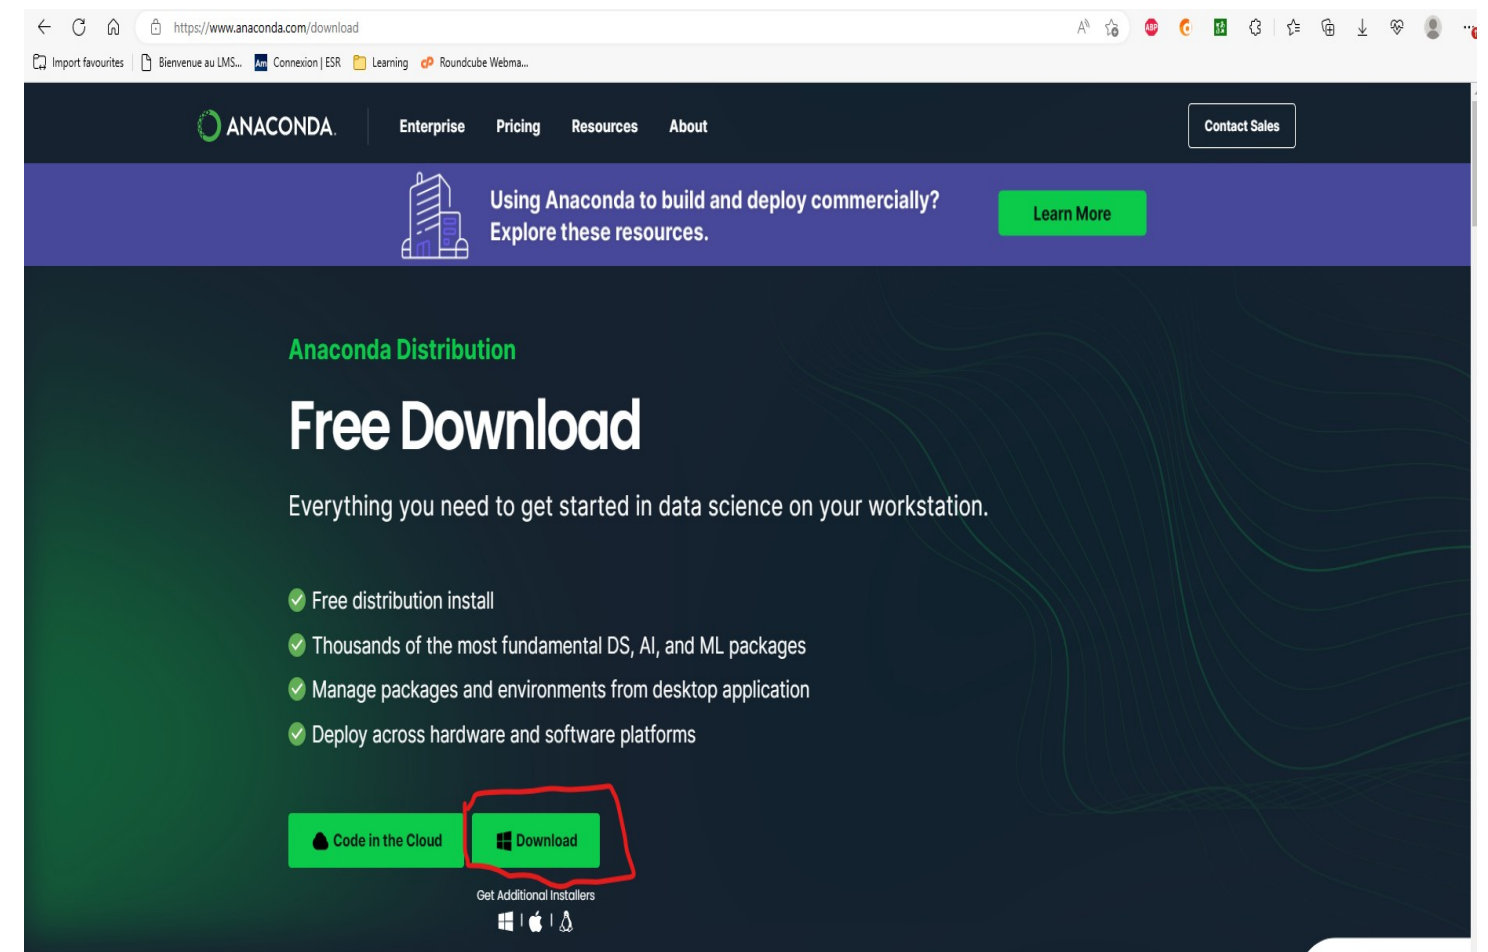 https://www.anaconda.com/download
Import favourites Bienvenue au LMS... Am Connexion | ESR Learning Roundcube Webma...
ANACONDA. Enterprise Pricing Resources About Contact Sales
Using Anaconda to build and deploy commercially?
Explore these resources.
Learn More
Anaconda Distribution
Free Download
Everything you need to get started in data science on your workstation.
Free distribution install
Thousands of the most fundamental DS, AI, and ML packages
Manage packages and environments from desktop application
Deploy across hardware and software platforms
Code in the Cloud Download
Get Additional Installers